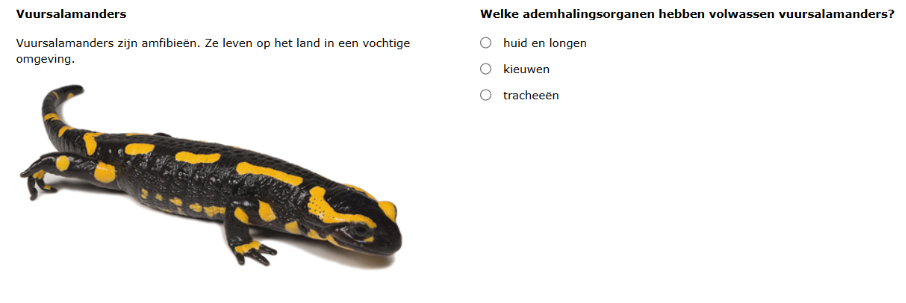 Vuursalamanders
Vuursalamanders zijn amfibieën. Ze leven op het land in een vochtige
omgeving.
Welke ademhalingsorganen hebben volwassen vuursalamanders?
huid en longen
kieuwen
tracheeën